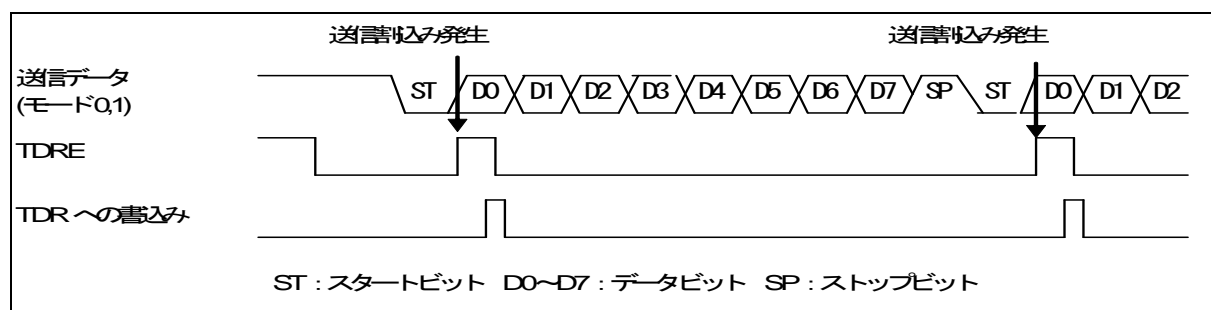 送信割込み発生 送信割込み発生
送信データ
(モード0,1)
ST D0 D1 D2 D3 D4 D5 D6 D7 SP ST D0 D1 D2
TDRE
TDR への書込み
ST : スタートビット D0~D7 : データビット SP : ストップビット